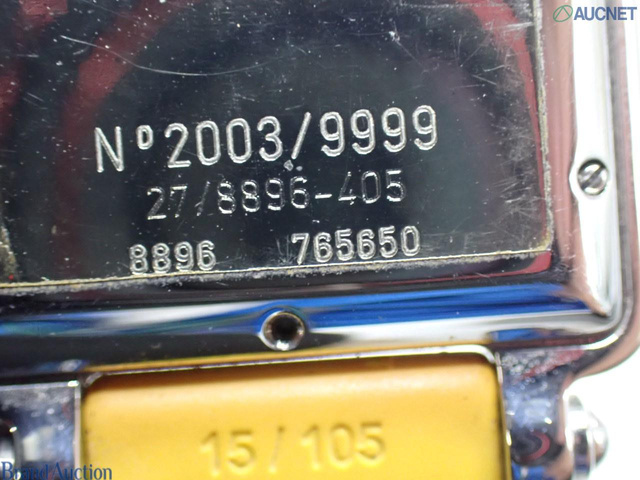 AUCNET
Nº2003/9999
27/8896-405
8896 765650
15/105
Brand Auction